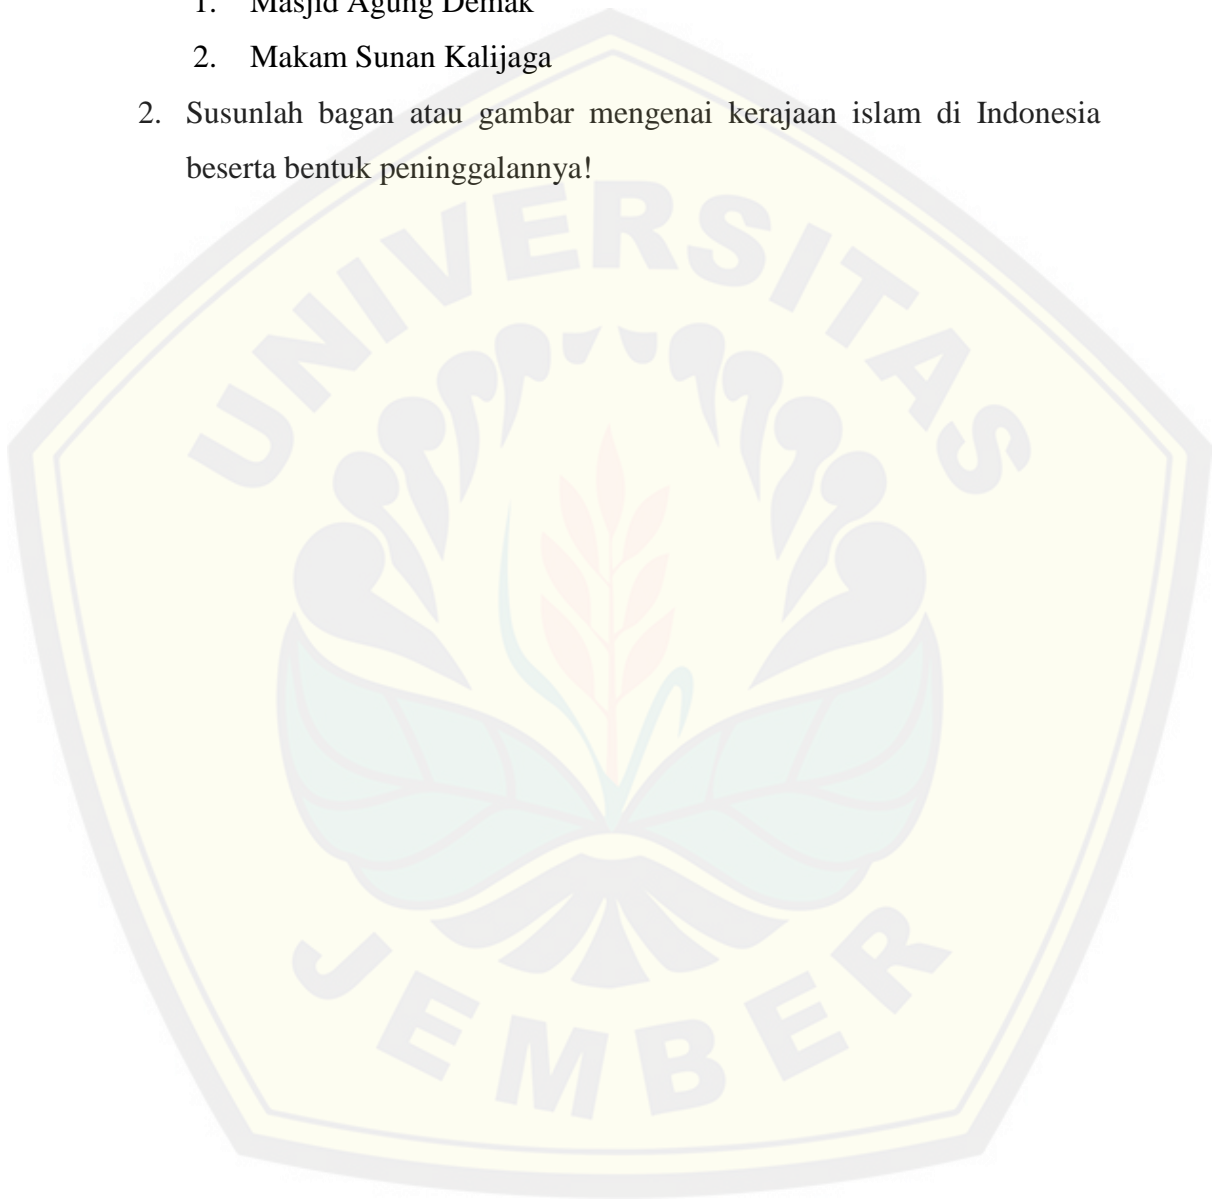 1. Masjid Agung Demak
2. Makam Sunan Kalijaga
2. Susunlah bagan atau gambar mengenai kerajaan islam di Indonesia
beserta bentuk peninggalannya!
UNIVERSITAS
JEMBER